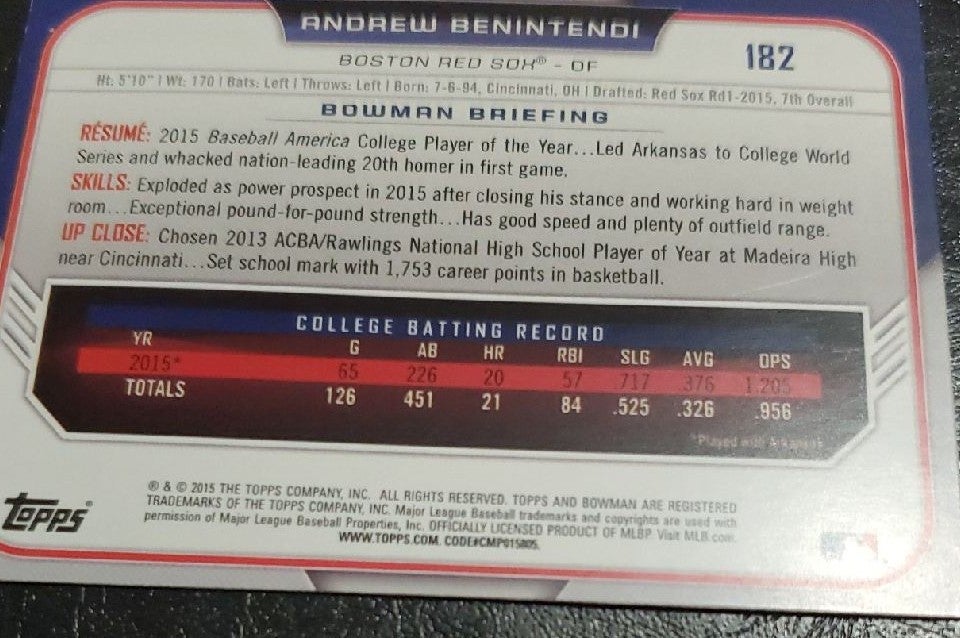 ANDREW BENINTENDI
182
BOSTON RED SOX® - OF
Ht: 5'10" | Wt: 170 | Bats: Left | Throws: Left | Born: 7-6-94, Cincinnati, OH | Drafted: Red Sox Rd1-2015, 7th Overall
BOWMAN BRIEFING
RÉSUMÉ: 2015 Baseball America College Player of the Year...Led Arkansas to College World
Series and whacked nation-leading 20th homer in first game.
SKILLS: Exploded as power prospect in 2015 after closing his stance and working hard in weight
room...Exceptional pound-for-pound strength...Has good speed and plenty of outfield range.
UP CLOSE: Chosen 2013 ACBA/Rawlings National High School Player of Year at Madeira High
near Cincinnati...Set school mark with 1,753 career points in basketball.
COLLEGE BATTING RECORD
YR G AB HR RBI SLG AVG OPS
2015* 65 226 20 57 .717 .376 1.205
TOTALS 126 451 21 84 .525 .326 .956
*Played with Arkansas
® & © 2015 THE TOPPS COMPANY, INC. ALL RIGHTS RESERVED. TOPPS AND BOWMAN ARE REGISTERED
TRADEMARKS OF THE TOPPS COMPANY, INC. Major League Baseball trademarks and copyrights are used with
permission of Major League Baseball Properties, Inc. OFFICIALLY LICENSED PRODUCT OF MLBP. Visit MLB.com.
WWW.TOPPS.COM. CODE#CMP015805
Topps®